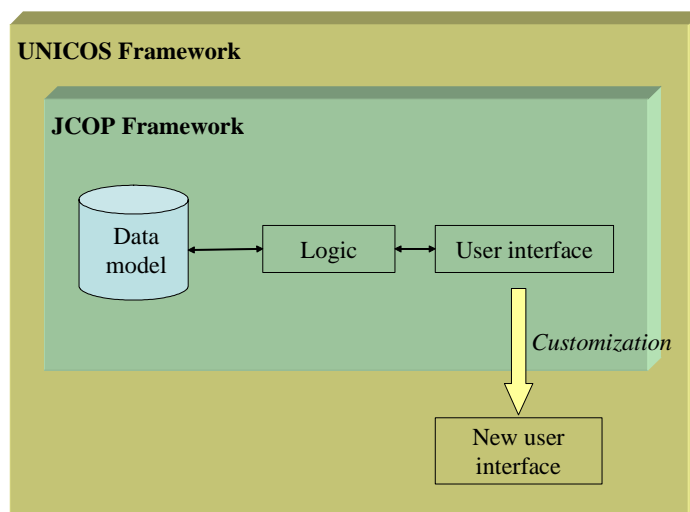 UNICOS Framework
JCOP Framework
Data
model
Logic
User interface
Customization
New user
interface